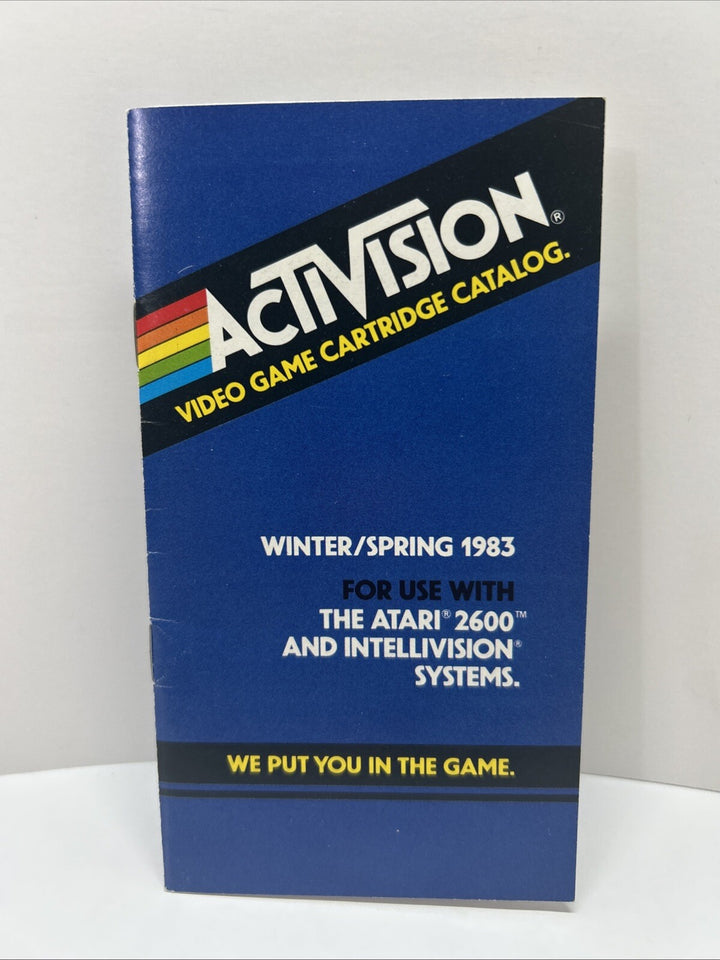 ACTIVISION®
VIDEO GAME CARTRIDGE CATALOG.
WINTER/SPRING 1983
FOR USE WITH
THE ATARI® 2600™
AND INTELLIVISION®
SYSTEMS.
WE PUT YOU IN THE GAME.